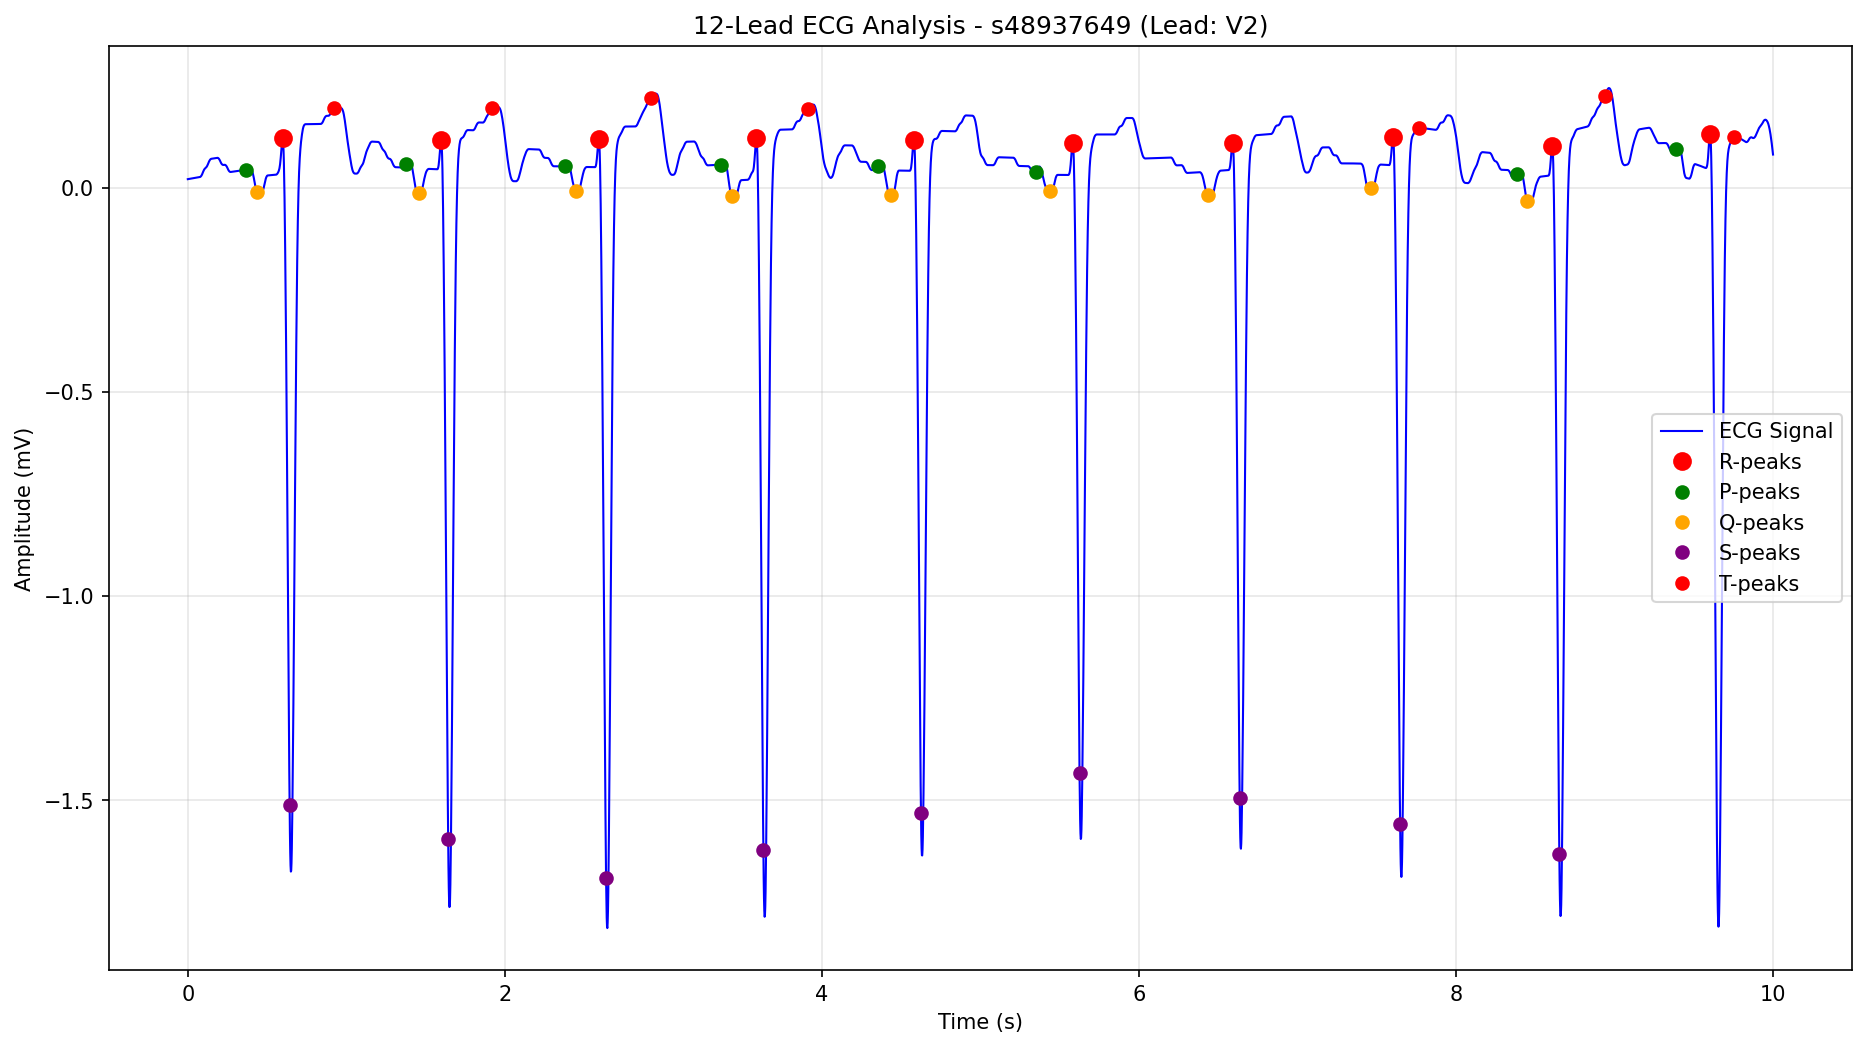 12-Lead ECG Analysis - s48937649 (Lead: V2)
Amplitude (mV)
0.0
−0.5
−1.0
−1.5
ECG Signal
R-peaks
P-peaks
Q-peaks
S-peaks
T-peaks
0 2 4 6 8 10
Time (s)